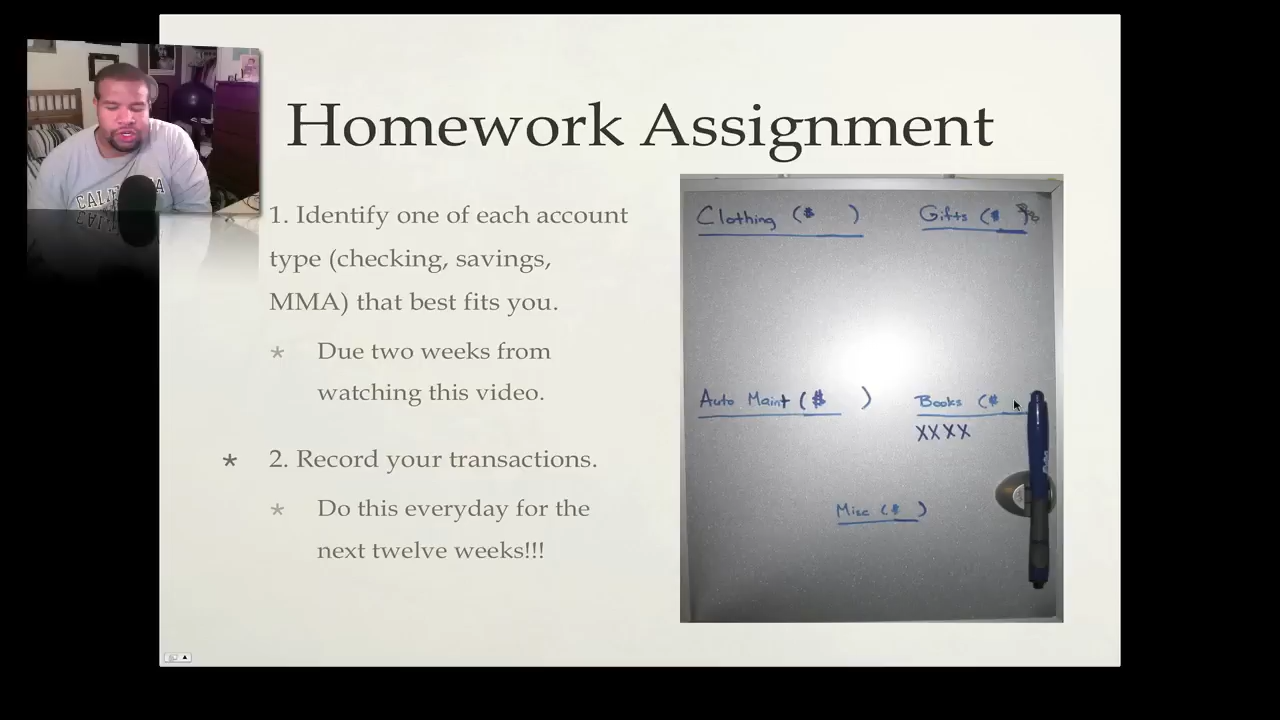 Homework Assignment
1. Identify one of each account
type (checking, savings,
MMA) that best fits you.
* Due two weeks from
watching this video.
* 2. Record your transactions.
* Do this everyday for the
next twelve weeks!!!
Clothing ($ )
Gifts ($
Auto Maint ($ )
Books ($
XXXX
Misc ($ )